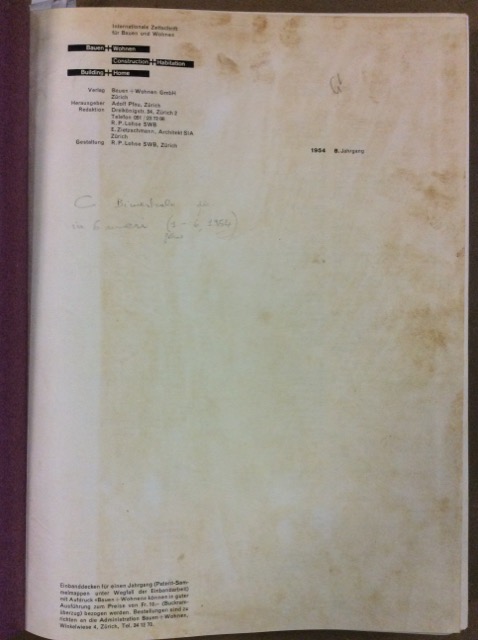 Internationale Zeitschrift
für Bauen und Wohnen
Bauen + Wohnen
Construction + Habitation
Building + Home
Verlag Bauen + Wohnen GmbH
Zürich
Herausgeber Adolf Pfau, Zürich
Redaktion Dreikönigstr. 34, Zürich 2
Telefon 051 / 23 72 08
R. P. Lohse SWB
E. Zietzschmann, Architekt SIA
Zürich
Gestaltung R. P. Lohse SWB, Zürich
1954 8. Jahrgang
Einbanddecken für einen Jahrgang (Patent-Sam-
melmappen unter Wegfall der Einbandarbeit)
mit Aufdruck «Bauen+Wohnen» können in guter
Ausführung zum Preise von Fr. 10.– (Buckram-
überzug) bezogen werden. Bestellungen sind zu
richten an die Administration Bauen+Wohnen,
Winkelwiese 4, Zürich, Tel. 34 12 70.